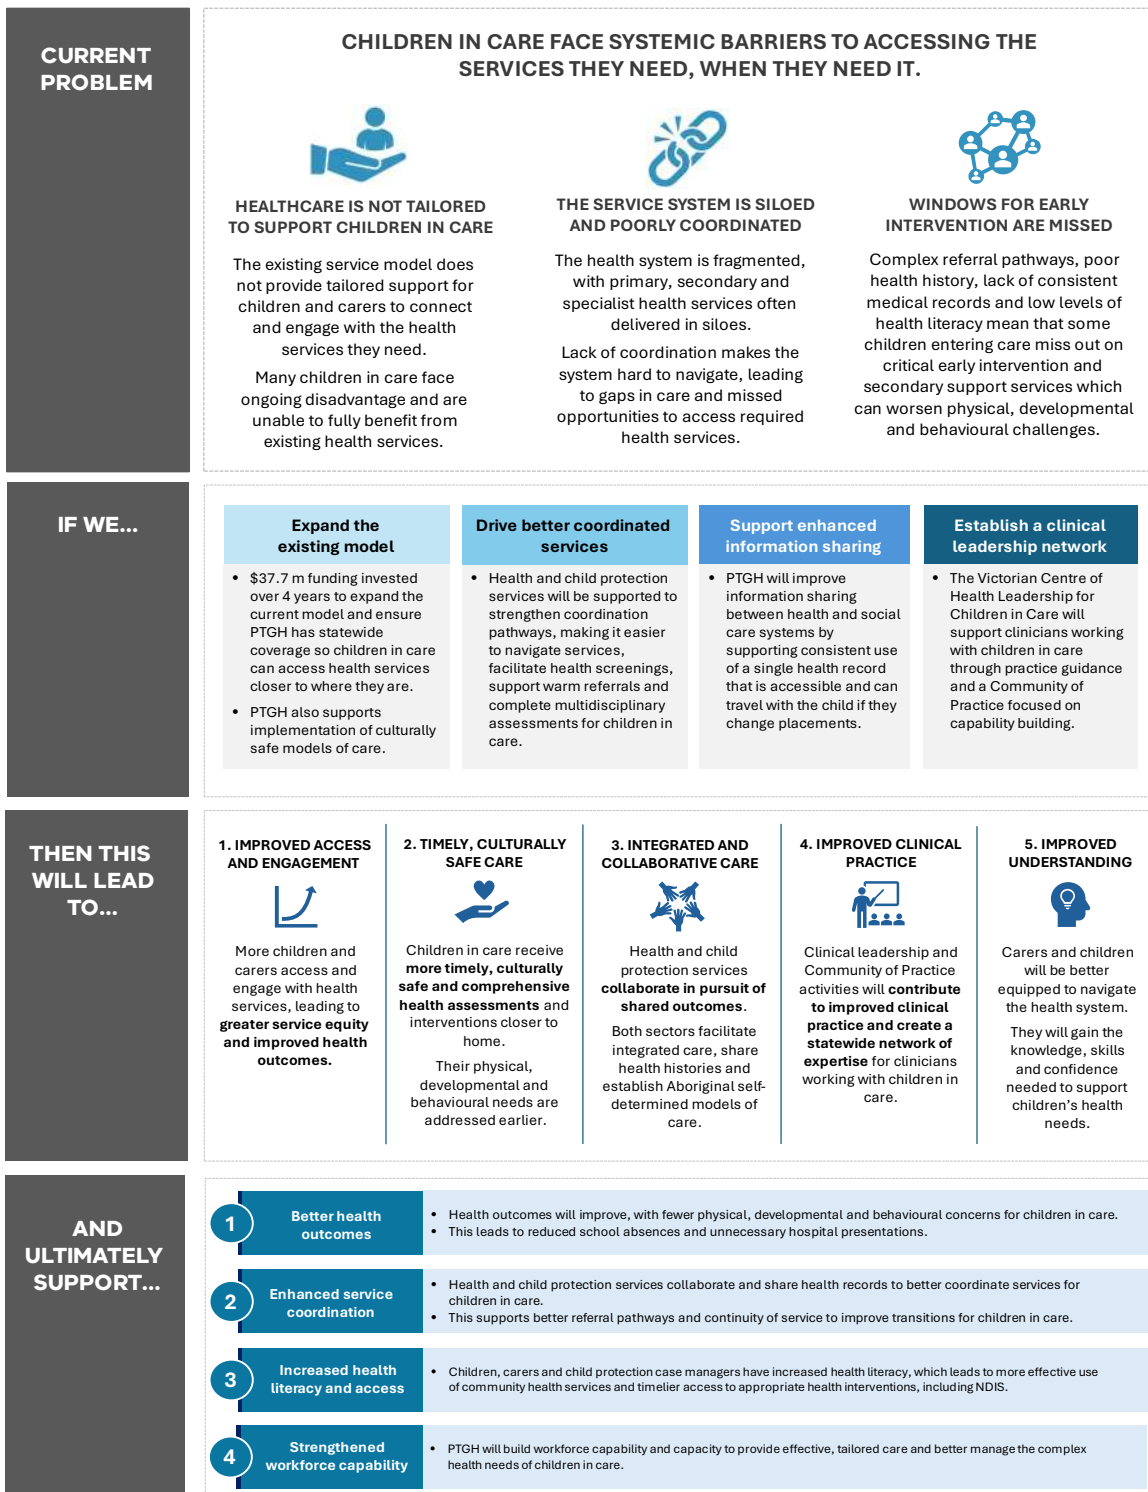 CURRENT
PROBLEM
CHILDREN IN CARE FACE SYSTEMIC BARRIERS TO ACCESSING THE
SERVICES THEY NEED, WHEN THEY NEED IT.
HEALTHCARE IS NOT TAILORED
TO SUPPORT CHILDREN IN CARE
The existing service model does
not provide tailored support for
children and carers to connect
and engage with the health
services they need.
Many children in care face
ongoing disadvantage and are
unable to fully benefit from
existing health services.
THE SERVICE SYSTEM IS SILOED
AND POORLY COORDINATED
The health system is fragmented,
with primary, secondary and
specialist health services often
delivered in siloes.
Lack of coordination makes the
system hard to navigate, leading
to gaps in care and missed
opportunities to access required
health services.
WINDOWS FOR EARLY
INTERVENTION ARE MISSED
Complex referral pathways, poor
health history, lack of consistent
medical records and low levels of
health literacy mean that some
children entering care miss out on
critical early intervention and
secondary support services which
can worsen physical, developmental
and behavioural challenges.
IF WE...
Expand the
existing model
• $37.7 m funding invested
over 4 years to expand the
current model and ensure
PTGH has statewide
coverage so children in care
can access health services
closer to where they are.
• PTGH also supports
implementation of culturally
safe models of care.
Drive better coordinated
services
• Health and child protection
services will be supported to
strengthen coordination
pathways, making it easier
to navigate services,
facilitate health screenings,
support warm referrals and
complete multidisciplinary
assessments for children in
care.
Support enhanced
information sharing
• PTGH will improve
information sharing
between health and social
care systems by
supporting consistent use
of a single health record
that is accessible and can
travel with the child if they
change placements.
Establish a clinical
leadership network
• The Victorian Centre of
Health Leadership for
Children in Care will
support clinicians working
with children in care
through practice guidance
and a Community of
Practice focused on
capability building.
THEN THIS
WILL LEAD
TO...
1. IMPROVED ACCESS
AND ENGAGEMENT
More children and
carers access and
engage with health
services, leading to
greater service equity
and improved health
outcomes.
2. TIMELY, CULTURALLY
SAFE CARE
Children in care receive
more timely, culturally
safe and comprehensive
health assessments and
interventions closer to
home.
Their physical,
developmental and
behavioural needs are
addressed earlier.
3. INTEGRATED AND
COLLABORATIVE CARE
Health and child
protection services
collaborate in pursuit of
shared outcomes.
Both sectors facilitate
integrated care, share
health histories and
establish Aboriginal self-
determined models of
care.
4. IMPROVED CLINICAL
PRACTICE
Clinical leadership and
Community of Practice
activities will contribute
to improved clinical
practice and create a
statewide network of
expertise for clinicians
working with children in
care.
5. IMPROVED
UNDERSTANDING
Carers and children
will be better
equipped to navigate
the health system.
They will gain the
knowledge, skills
and confidence
needed to support
children's health
needs.
AND
ULTIMATELY
SUPPORT...
1
Better health
outcomes
• Health outcomes will improve, with fewer physical, developmental and behavioural concerns for children in care.
• This leads to reduced school absences and unnecessary hospital presentations.
2
Enhanced service
coordination
• Health and child protection services collaborate and share health records to better coordinate services for
children in care.
• This supports better referral pathways and continuity of service to improve transitions for children in care.
3
Increased health
literacy and access
• Children, carers and child protection case managers have increased health literacy, which leads to more effective use
of community health services and timelier access to appropriate health interventions, including NDIS.
4
Strengthened
workforce capability
• PTGH will build workforce capability and capacity to provide effective, tailored care and better manage the complex
health needs of children in care.